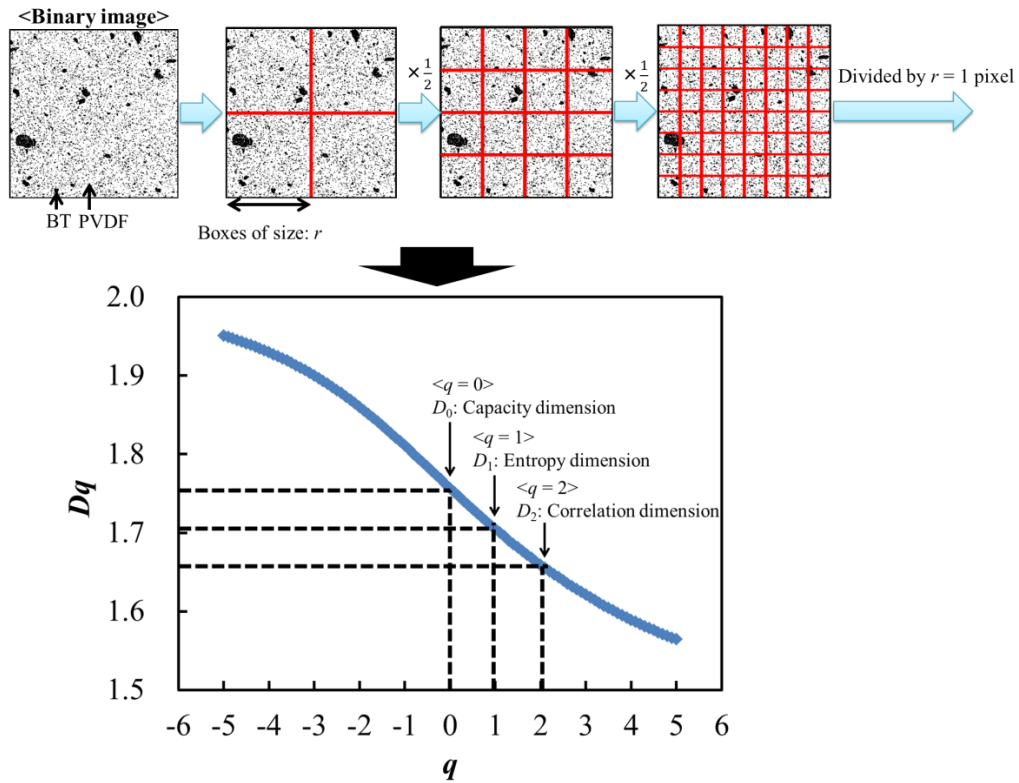 <Binary image>
BT PVDF
Boxes of size: r
×1/2
×1/2
Divided by r = 1 pixel
2.0
1.9
1.8
1.7
1.6
1.5
Dq
<q = 0>
D₀: Capacity dimension
<q = 1>
D₁: Entropy dimension
<q = 2>
D₂: Correlation dimension
-6 -5 -4 -3 -2 -1 0 1 2 3 4 5 6
q